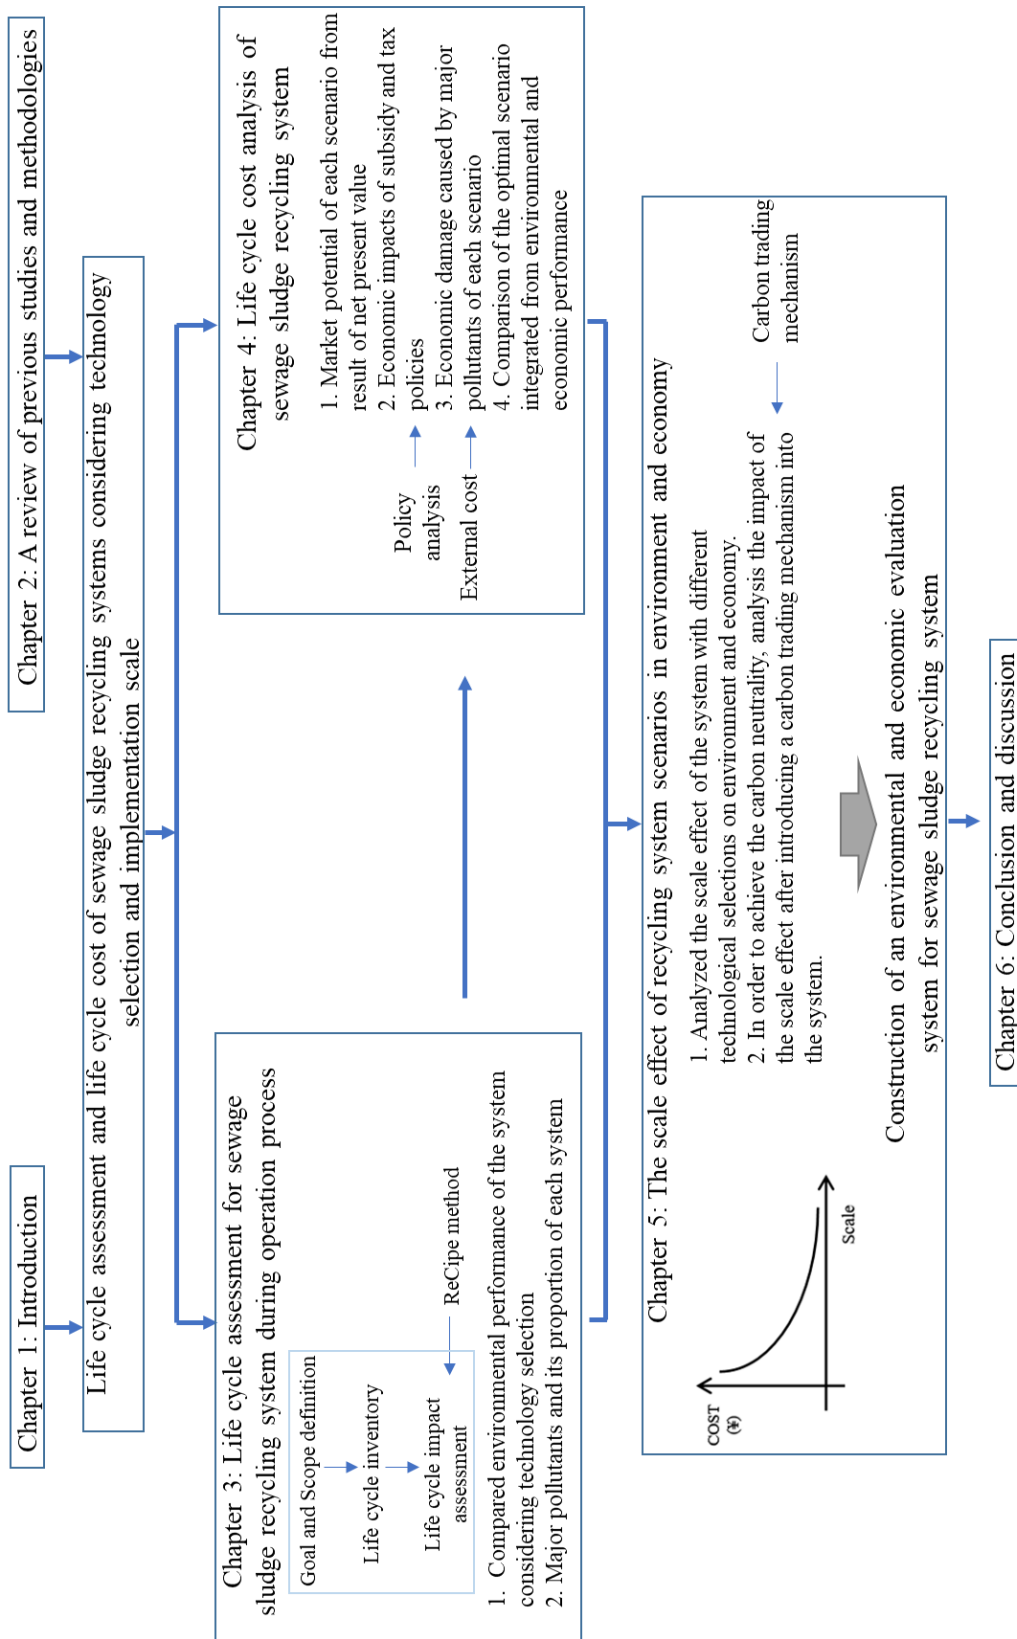 Chapter 1: Introduction
Chapter 2: A review of previous studies and methodologies
Life cycle assessment and life cycle cost of sewage sludge recycling systems considering technology
selection and implementation scale
Chapter 3: Life cycle assessment for sewage
sludge recycling system during operation process
Goal and Scope definition
Life cycle inventory
Life cycle impact
assessment
ReCipe method
1. Compared environmental performance of the system
considering technology selection
2. Major pollutants and its proportion of each system
Chapter 4: Life cycle cost analysis of
sewage sludge recycling system
1. Market potential of each scenario from
result of net present value
2. Economic impacts of subsidy and tax
policies
3. Economic damage caused by major
pollutants of each scenario
4. Comparison of the optimal scenario
integrated from environmental and
economic performance
Policy
analysis
External cost
Chapter 5: The scale effect of recycling system scenarios in environment and economy
COST
(¥)
Scale
1. Analyzed the scale effect of the system with different
technological selections on environment and economy.
2. In order to achieve the carbon neutrality, analysis the impact of
the scale effect after introducing a carbon trading mechanism into
the system.
Carbon trading
mechanism
Construction of an environmental and economic evaluation
system for sewage sludge recycling system
Chapter 6: Conclusion and discussion